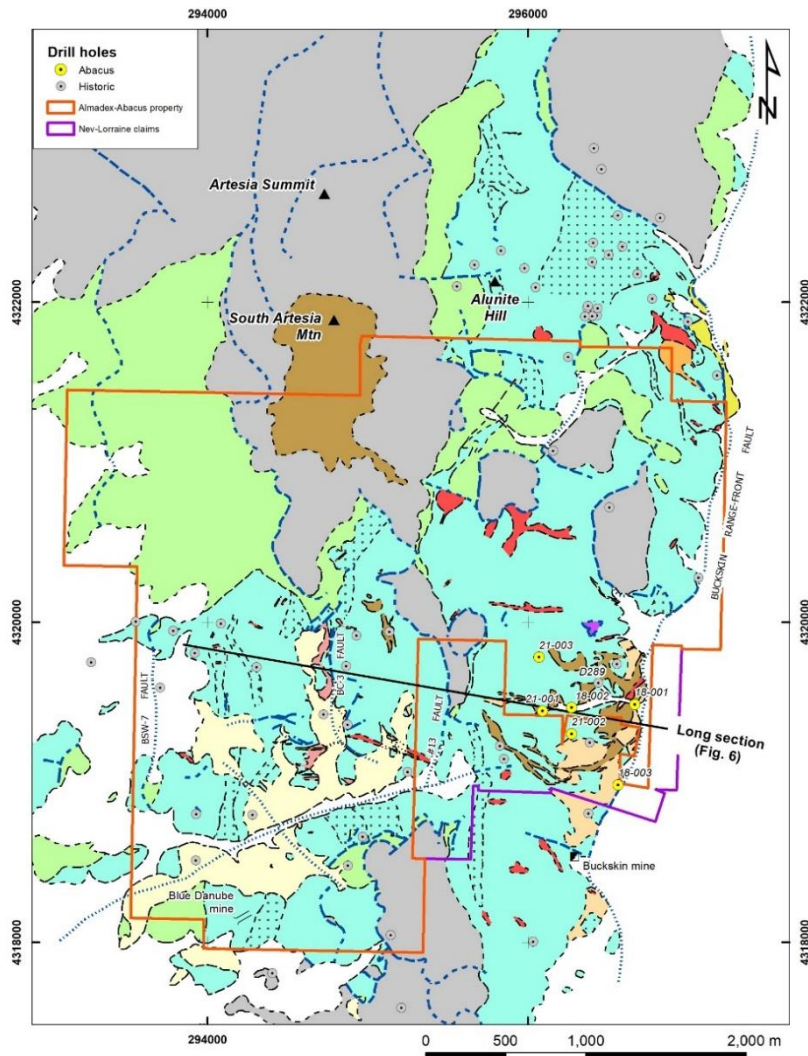 294000
296000
Drill holes
Abacus
Historic
Almadex-Abacus property
Nev-Lorraine claims
N
Artesia Summit
4322000
4322000
South Artesia
Mtn
Alunite
Hill
BUCKSKIN RANGE-FRONT FAULT
4320000
4320000
BSW-7 FAULT
BC-3 FAULT
21-003
D289
18-002
18-001
21-001
21-002
Long section
(Fig. 6)
18-003
Buckskin mine
Blue Danube
mine
4318000
4318000
294000
0 500 1,000 2,000 m